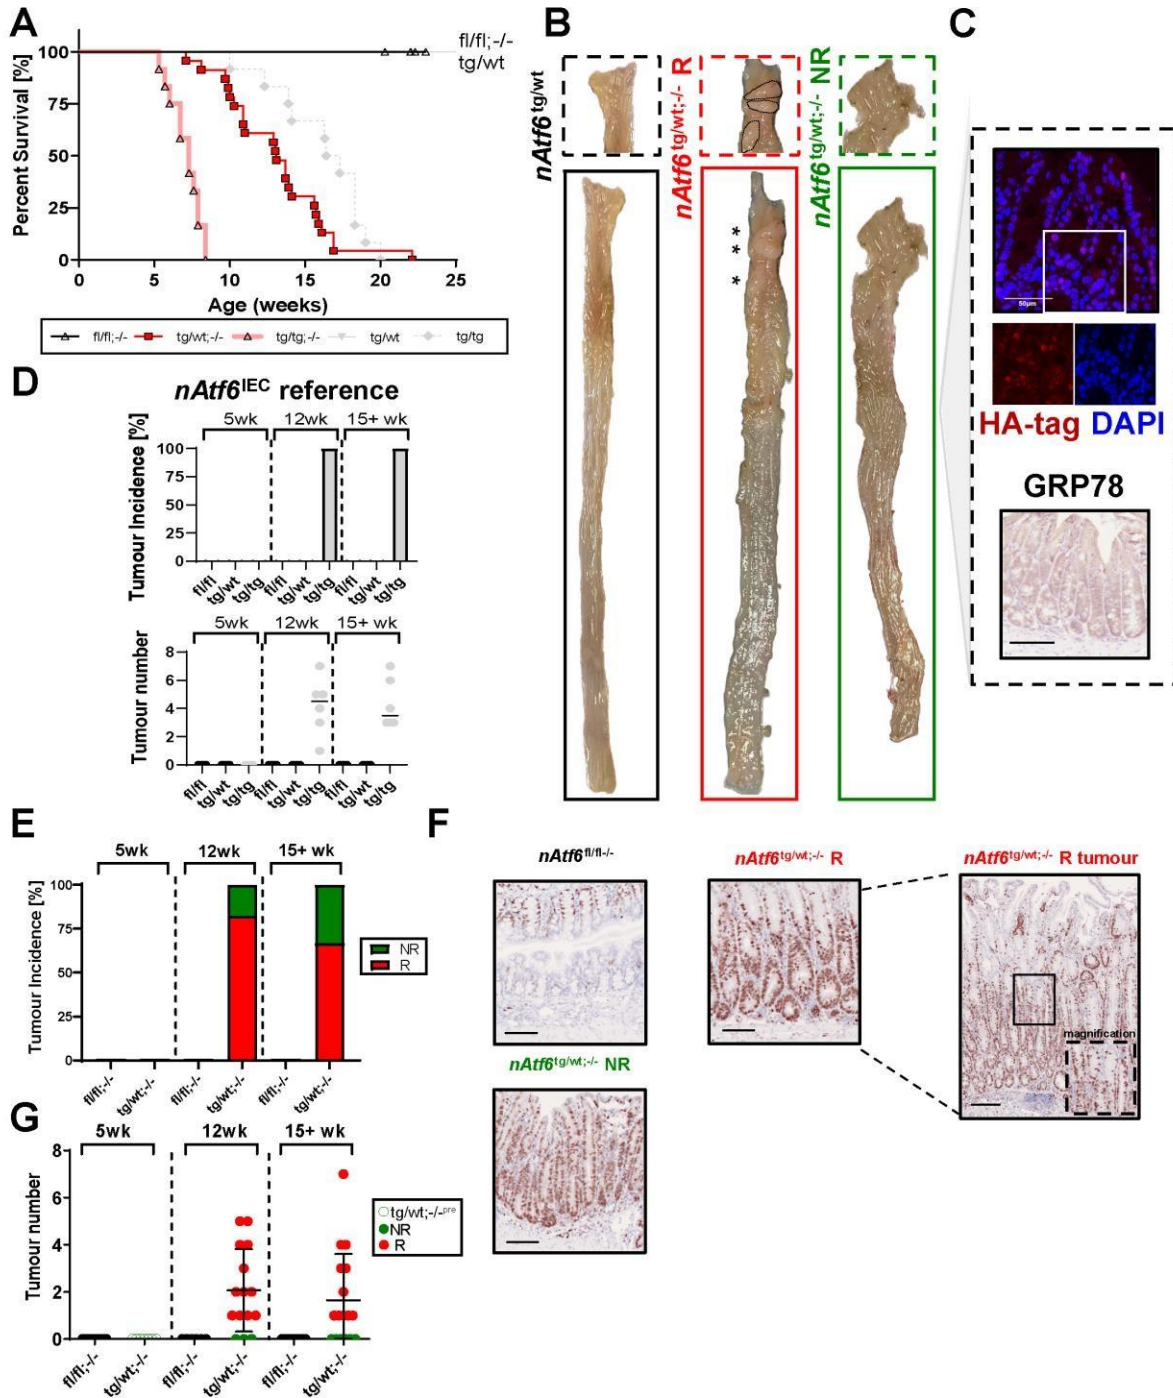 A
Percent Survival [%]
100
75
50
25
0
0 5 10 15 20 25
Age (weeks)
fl/fl;-/-
tg/wt
fl/fl;-/- tg/wt;-/- tg/tg;-/- tg/wt tg/tg
B
nAtf6tg/wt
nAtf6tg/wt;-/- R
nAtf6tg/wt;-/- NR
*
*
*
C
50µm
HA-tag DAPI
GRP78
D
nAtf6IEC reference
5wk 12wk 15+ wk
Tumour Incidence [%]
100
75
50
25
0
fl/fl tg/wt tg/tg fl/fl tg/wt tg/tg fl/fl tg/wt tg/tg
5wk 12wk 15+ wk
Tumour number
8
6
4
2
0
fl/fl tg/wt tg/tg fl/fl tg/wt tg/tg fl/fl tg/wt tg/tg
E
5wk 12wk 15+ wk
Tumour Incidence [%]
100
75
50
25
0
fl/fl;-/- tg/wt;-/- fl/fl;-/- tg/wt;-/- fl/fl;-/- tg/wt;-/-
NR
R
F
nAtf6fl/fl-/-
nAtf6tg/wt;-/- R
nAtf6tg/wt;-/- R tumour
magnification
nAtf6tg/wt;-/- NR
G
5wk 12wk 15+ wk
Tumour number
8
6
4
2
0
fl/fl;-/- tg/wt;-/- fl/fl;-/- tg/wt;-/- fl/fl;-/- tg/wt;-/-
tg/wt;-/-pre
NR
R